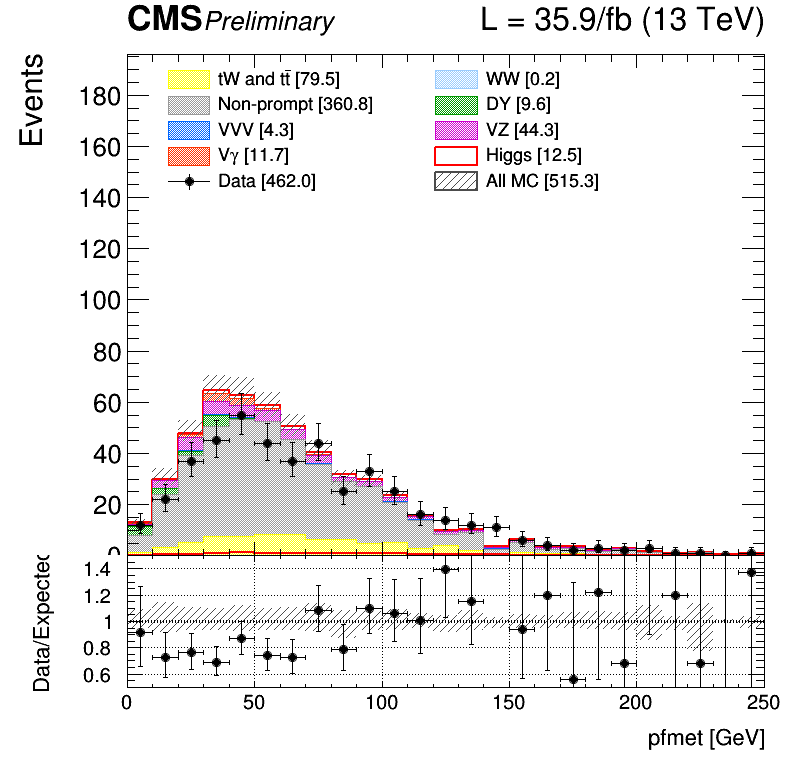 CMS Preliminary L = 35.9/fb (13 TeV)
Events
tW and tt̄ [79.5] WW [0.2]
Non-prompt [360.8] DY [9.6]
VVV [4.3] VZ [44.3]
Vγ [11.7] Higgs [12.5]
Data [462.0] All MC [515.3]
180
160
140
120
100
80
60
40
20
0
Data/Expected
1.4
1.2
1
0.8
0.6
0 50 100 150 200 250
pfmet [GeV]